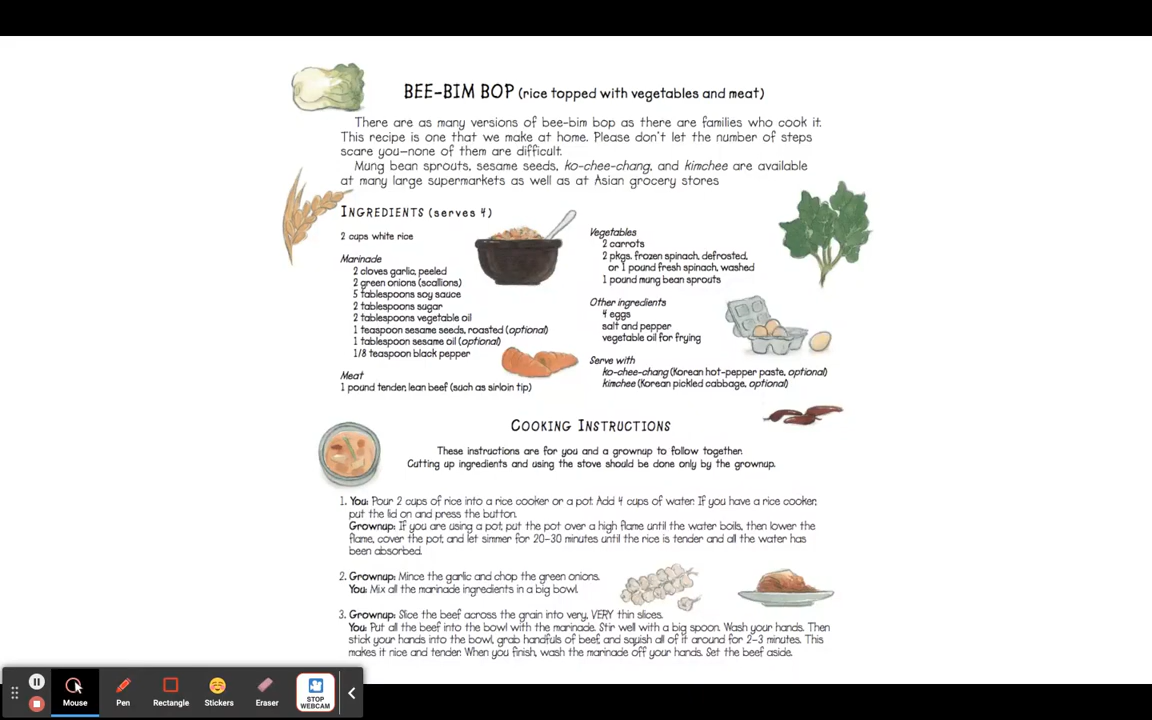 BEE-BIM BOP (rice topped with vegetables and meat)
There are as many versions of bee-bim bop as there are families who cook it.
This recipe is one that we make at home. Please don't let the number of steps
scare you—none of them are difficult.
Mung bean sprouts, sesame seeds, ko-chee-chang, and kimchee are available
at many large supermarkets as well as at Asian grocery stores
INGREDIENTS (serves 4)
2 cups white rice
Marinade
2 cloves garlic, peeled
2 green onions (scallions)
5 tablespoons soy sauce
2 tablespoons sugar
2 tablespoons vegetable oil
1 teaspoon sesame seeds, roasted (optional)
1 tablespoon sesame oil (optional)
1/8 teaspoon black pepper
Meat
1 pound tender, lean beef (such as sirloin tip)
Vegetables
2 carrots
2 pkgs. frozen spinach, defrosted,
or 1 pound fresh spinach, washed
1 pound mung bean sprouts
Other ingredients
4 eggs
salt and pepper
vegetable oil for frying
Serve with
ko-chee-chang (Korean hot-pepper paste, optional)
kimchee (Korean pickled cabbage, optional)
COOKING INSTRUCTIONS
These instructions are for you and a grownup to follow together.
Cutting up ingredients and using the stove should be done only by the grownup.
1. You: Pour 2 cups of rice into a rice cooker or a pot. Add 4 cups of water. If you have a rice cooker,
put the lid on and press the button.
Grownup: If you are using a pot, put the pot over a high flame until the water boils, then lower the
flame, cover the pot, and let simmer for 20–30 minutes until the rice is tender and all the water has
been absorbed.
2. Grownup: Mince the garlic and chop the green onions.
You: Mix all the marinade ingredients in a big bowl.
3. Grownup: Slice the beef across the grain into very, VERY thin slices.
You: Put all the beef into the bowl with the marinade. Stir well with a big spoon. Wash your hands. Then
stick your hands into the bowl, grab handfuls of beef, and squish all of it around for 2–3 minutes. This
makes it nice and tender. When you finish, wash the marinade off your hands. Set the beef aside.
Mouse
Pen
Rectangle
Stickers
Eraser
STOP
WEBCAM